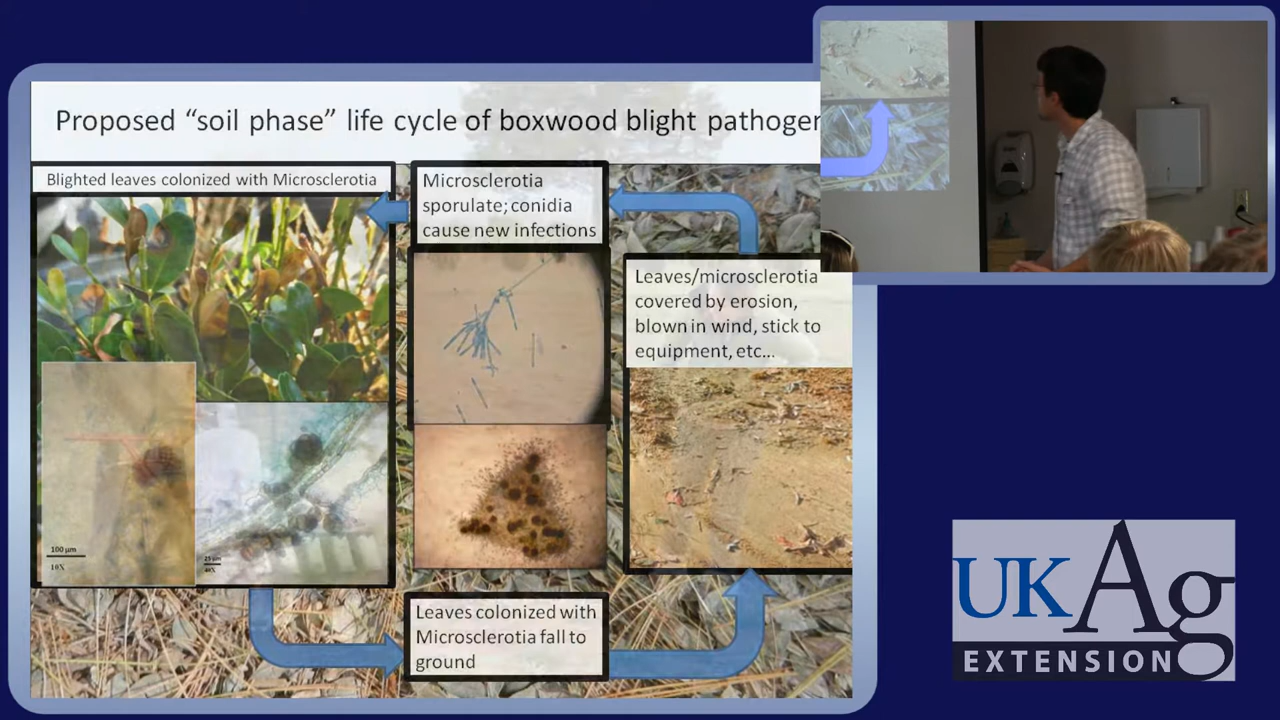 Proposed “soil phase” life cycle of boxwood blight pathogen
Blighted leaves colonized with Microsclerotia
Microsclerotia
sporulate; conidia
cause new infections
Leaves/microsclerotia
covered by erosion,
blown in wind, stick to
equipment, etc…
100 µm
10X
25 µm
40X
Leaves colonized with
Microsclerotia fall to
ground
UKAg
EXTENSION